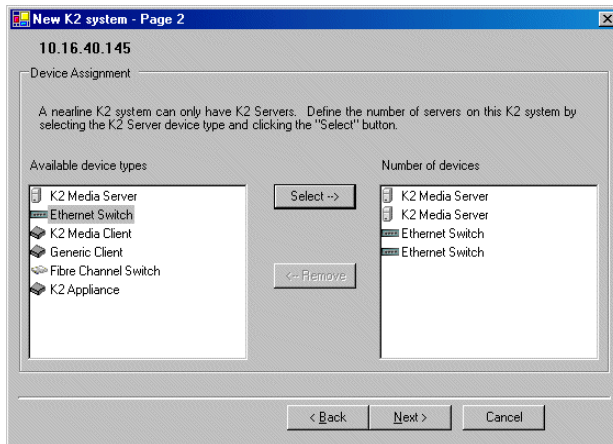 New K2 system - Page 2
10.16.40.145
Device Assignment
A nearline K2 system can only have K2 Servers. Define the number of servers on this K2 system by
selecting the K2 Server device type and clicking the "Select" button.
Available device types
Number of devices
K2 Media Server
Ethernet Switch
K2 Media Client
Generic Client
Fibre Channel Switch
K2 Appliance
Select -->
<-- Remove
K2 Media Server
K2 Media Server
Ethernet Switch
Ethernet Switch
< Back
Next >
Cancel